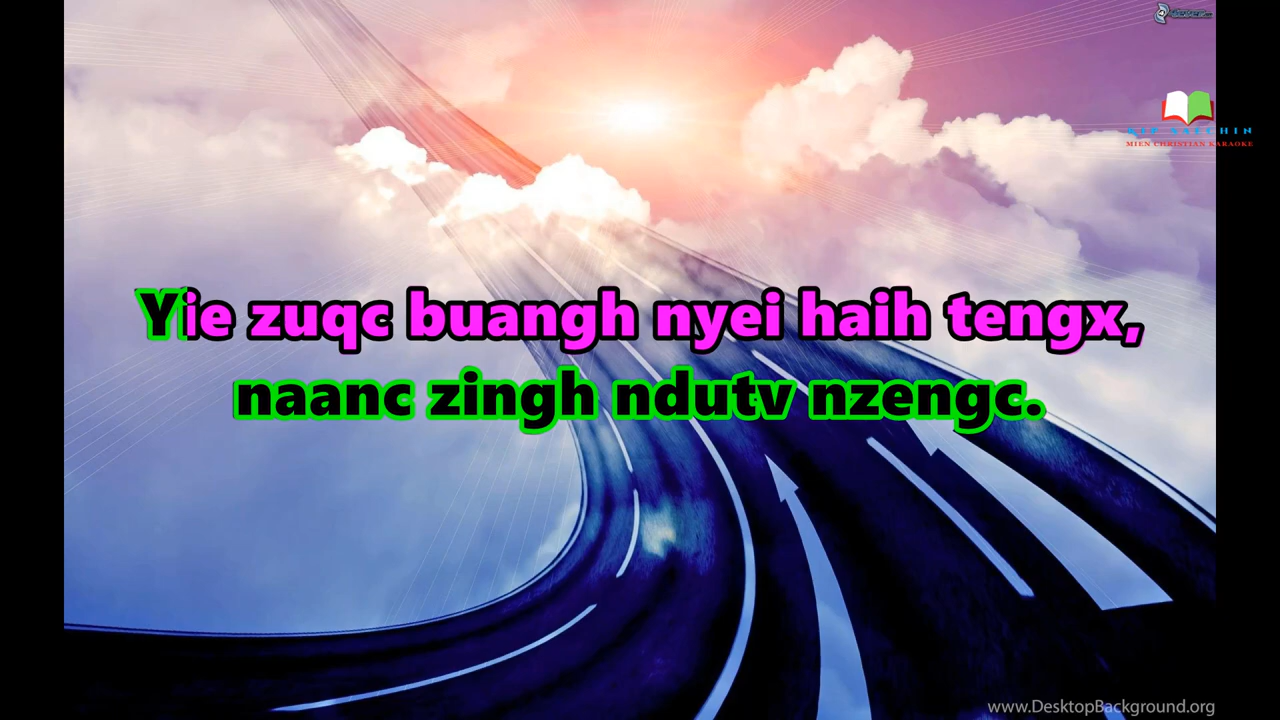 MIEN CHRISTIAN KARAOKE
Yie zuqc buangh nyei haih tengx,
naanc zingh ndutv nzengc.
www.DesktopBackground.org